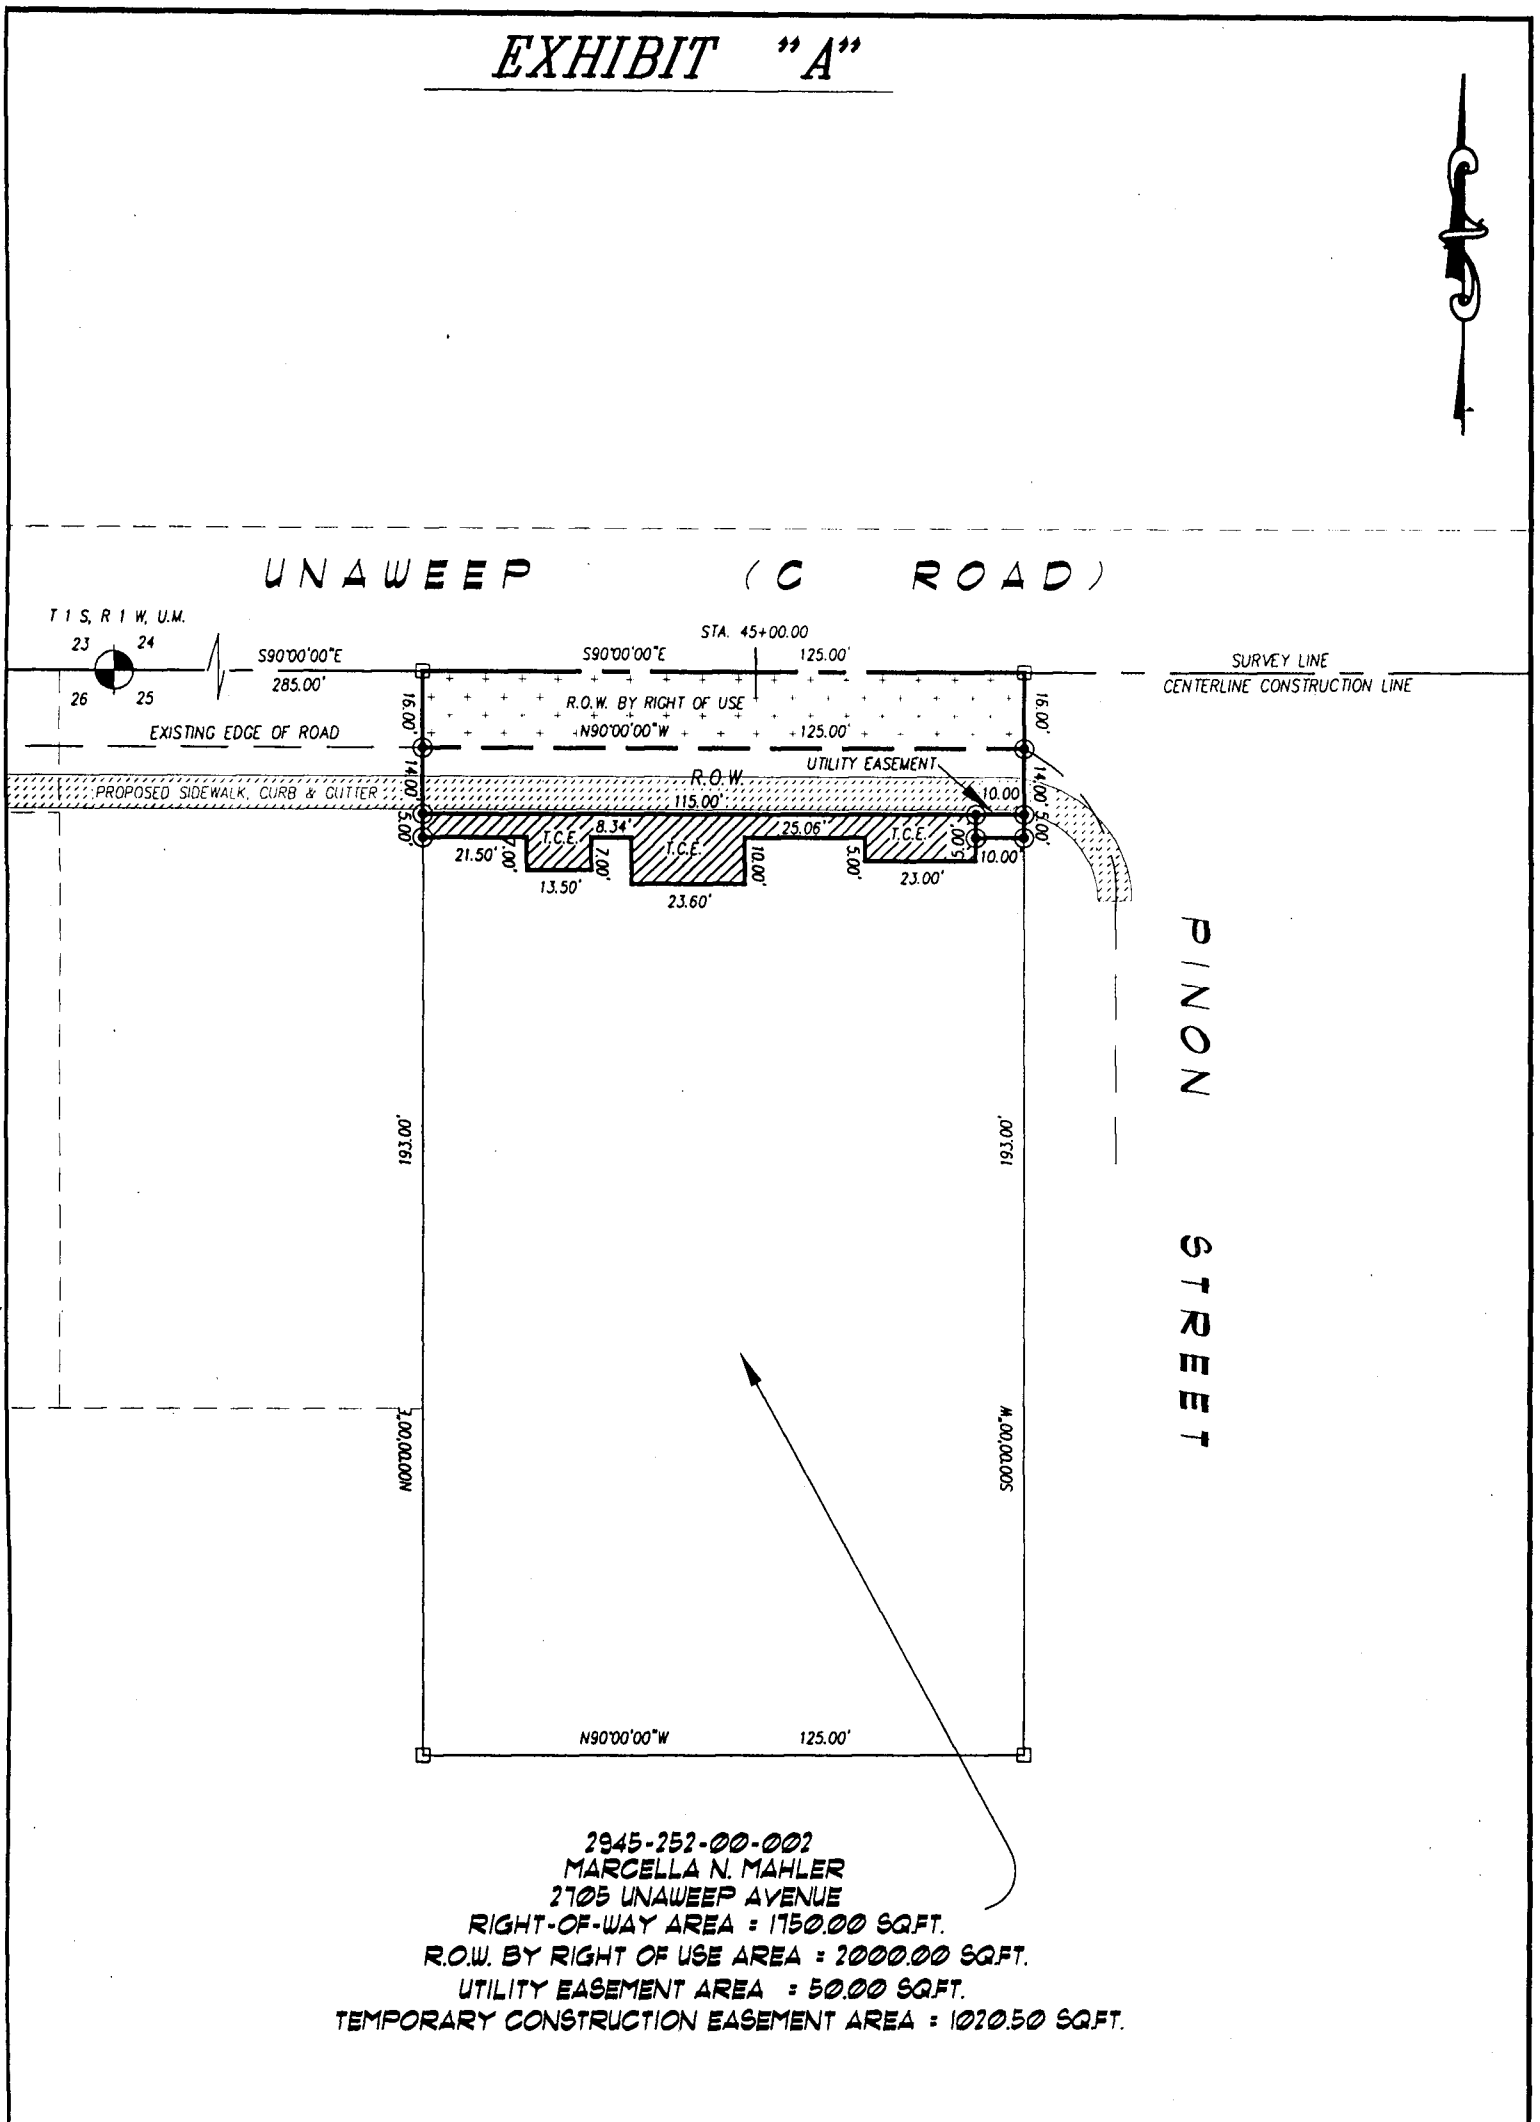 EXHIBIT "A"
UNAWEEP (C ROAD)
T 1 S, R 1 W, U.M.
23 24
26 25
S90°00'00"E
285.00'
STA. 45+00.00
S90°00'00"E 125.00'
SURVEY LINE
CENTERLINE CONSTRUCTION LINE
16.00'
R.O.W. BY RIGHT OF USE
16.00'
EXISTING EDGE OF ROAD
N90°00'00"W 125.00'
UTILITY EASEMENT
14.00'
R.O.W.
14.00'
PROPOSED SIDEWALK, CURB & GUTTER
115.00'
10.00
5.00'
T.C.E.
8.34'
T.C.E.
25.06'
T.C.E.
5.00'
5.00'
21.50'
7.00'
7.00'
10.00'
5.00'
10.00'
13.50'
23.60'
23.00'
PINON STREET
193.00'
193.00'
N00°00'00"E
S00°00'00"W
N90°00'00"W 125.00'
2945-252-00-002
MARCELLA N. MAHLER
2705 UNAWEEP AVENUE
RIGHT-OF-WAY AREA = 1750.00 SQ.FT.
R.O.W. BY RIGHT OF USE AREA = 2000.00 SQ.FT.
UTILITY EASEMENT AREA = 50.00 SQ.FT.
TEMPORARY CONSTRUCTION EASEMENT AREA = 1020.50 SQ.FT.